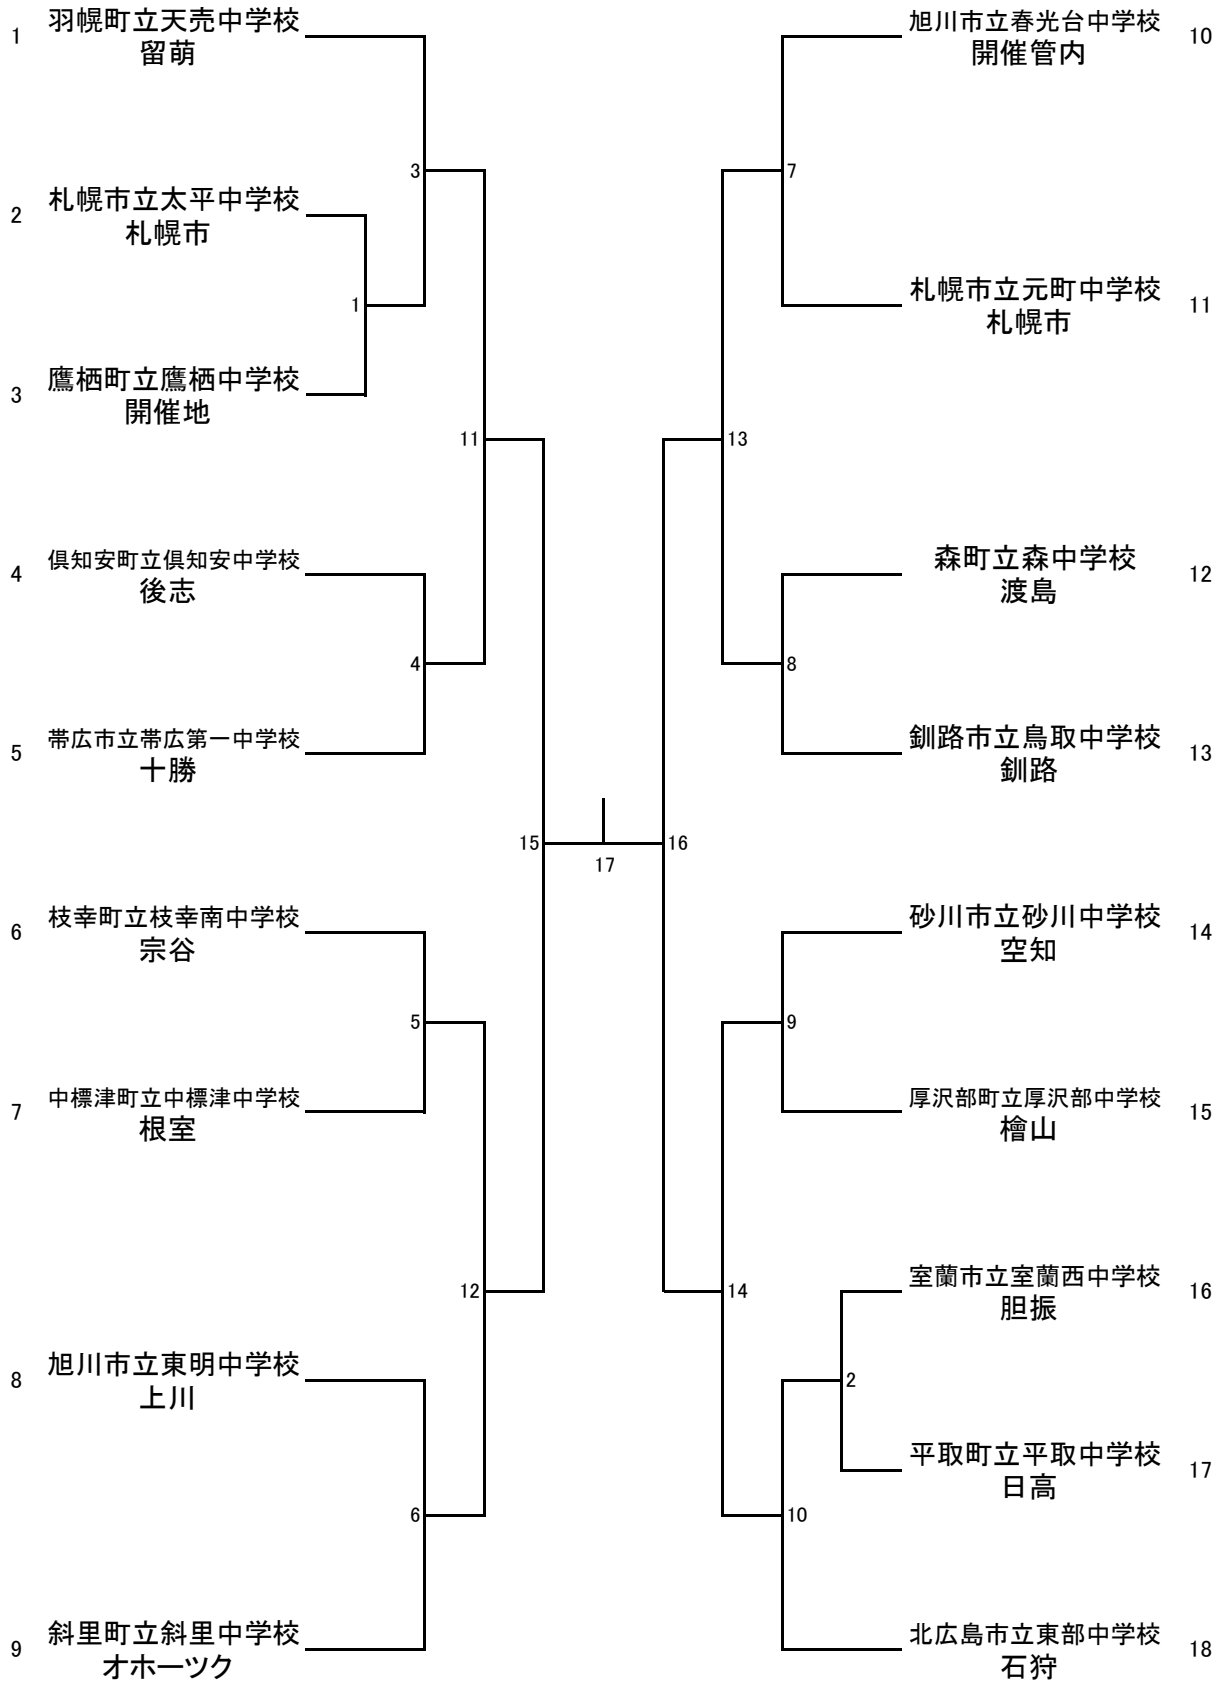 1
羽幌町立天売中学校
留萌
2
札幌市立太平中学校
札幌市
3
鷹栖町立鷹栖中学校
開催地
4
倶知安町立倶知安中学校
後志
5
帯広市立帯広第一中学校
十勝
6
枝幸町立枝幸南中学校
宗谷
7
中標津町立中標津中学校
根室
8
旭川市立東明中学校
上川
9
斜里町立斜里中学校
オホーツク
3
1
11
4
15
5
12
6
17
7
13
8
16
9
14
2
10
旭川市立春光台中学校
開催管内
10
札幌市立元町中学校
札幌市
11
森町立森中学校
渡島
12
釧路市立鳥取中学校
釧路
13
砂川市立砂川中学校
空知
14
厚沢部町立厚沢部中学校
檜山
15
室蘭市立室蘭西中学校
胆振
16
平取町立平取中学校
日高
17
北広島市立東部中学校
石狩
18